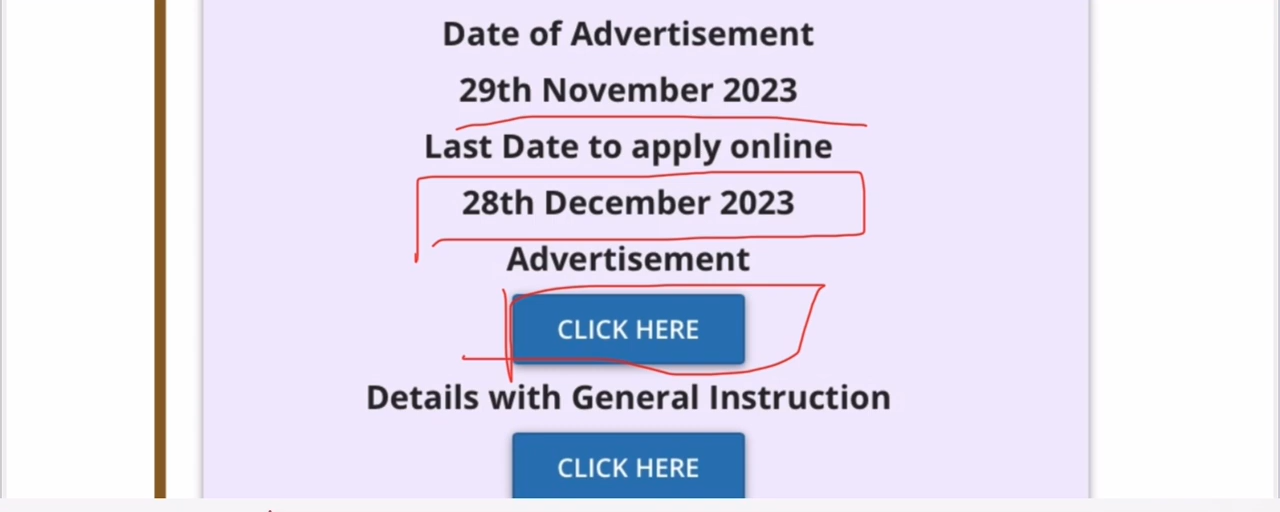 Date of Advertisement
29th November 2023
Last Date to apply online
28th December 2023
Advertisement
CLICK HERE
Details with General Instruction
CLICK HERE